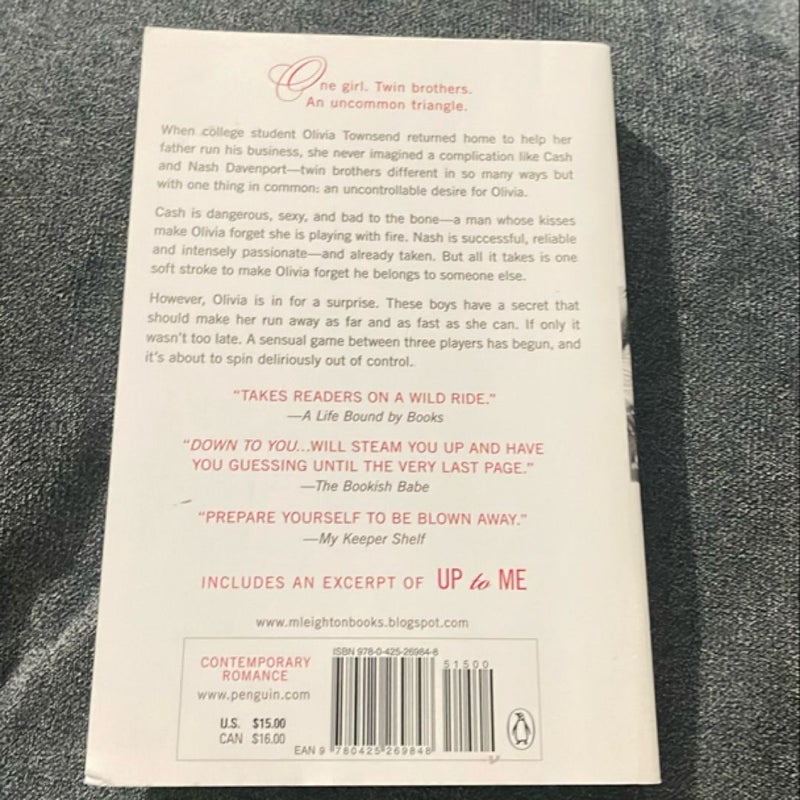 One girl. Twin brothers.
An uncommon triangle.
When college student Olivia Townsend returned home to help her
father run his business, she never imagined a complication like Cash
and Nash Davenport—twin brothers different in so many ways but
with one thing in common: an uncontrollable desire for Olivia.
Cash is dangerous, sexy, and bad to the bone—a man whose kisses
make Olivia forget she is playing with fire. Nash is successful, reliable
and intensely passionate—and already taken. But all it takes is one
soft stroke to make Olivia forget he belongs to someone else.
However, Olivia is in for a surprise. These boys have a secret that
should make her run away as far and as fast as she can. If only it
wasn't too late. A sensual game between three players has begun, and
it's about to spin deliriously out of control.
"TAKES READERS ON A WILD RIDE."
—A Life Bound by Books
"DOWN TO YOU...WILL STEAM YOU UP AND HAVE
YOU GUESSING UNTIL THE VERY LAST PAGE."
—The Bookish Babe
"PREPARE YOURSELF TO BE BLOWN AWAY."
—My Keeper Shelf
INCLUDES AN EXCERPT OF UP to ME
www.mleightonbooks.blogspot.com
CONTEMPORARY
ROMANCE
www.penguin.com
U.S. $15.00
CAN $16.00
ISBN 978-0-425-26984-8
51500
EAN 9 780425 269848